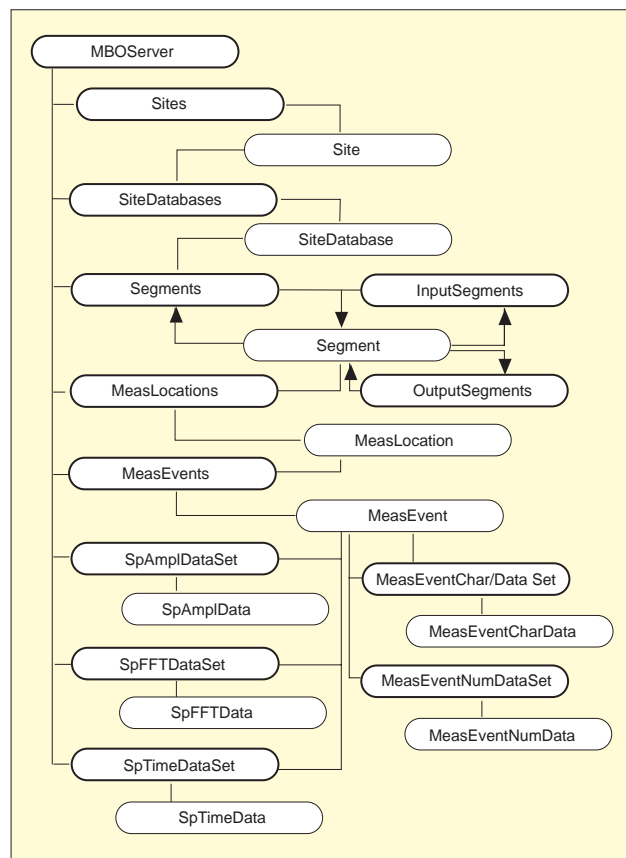 MBOServer
Sites
Site
SiteDatabases
SiteDatabase
Segments
InputSegments
Segment
MeasLocations
OutputSegments
MeasLocation
MeasEvents
MeasEvent
SpAmplDataSet
MeasEventChar/Data Set
SpAmplData
MeasEventCharData
SpFFTDataSet
MeasEventNumDataSet
SpFFTData
MeasEventNumData
SpTimeDataSet
SpTimeData